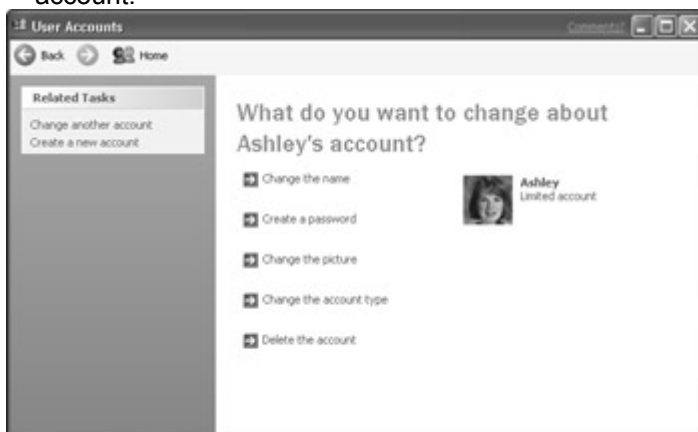 account.
User Accounts
Comments?
Back
Home
Related Tasks
Change another account
Create a new account
What do you want to change about
Ashley's account?
Change the name
Create a password
Change the picture
Change the account type
Delete the account
Ashley
Limited account